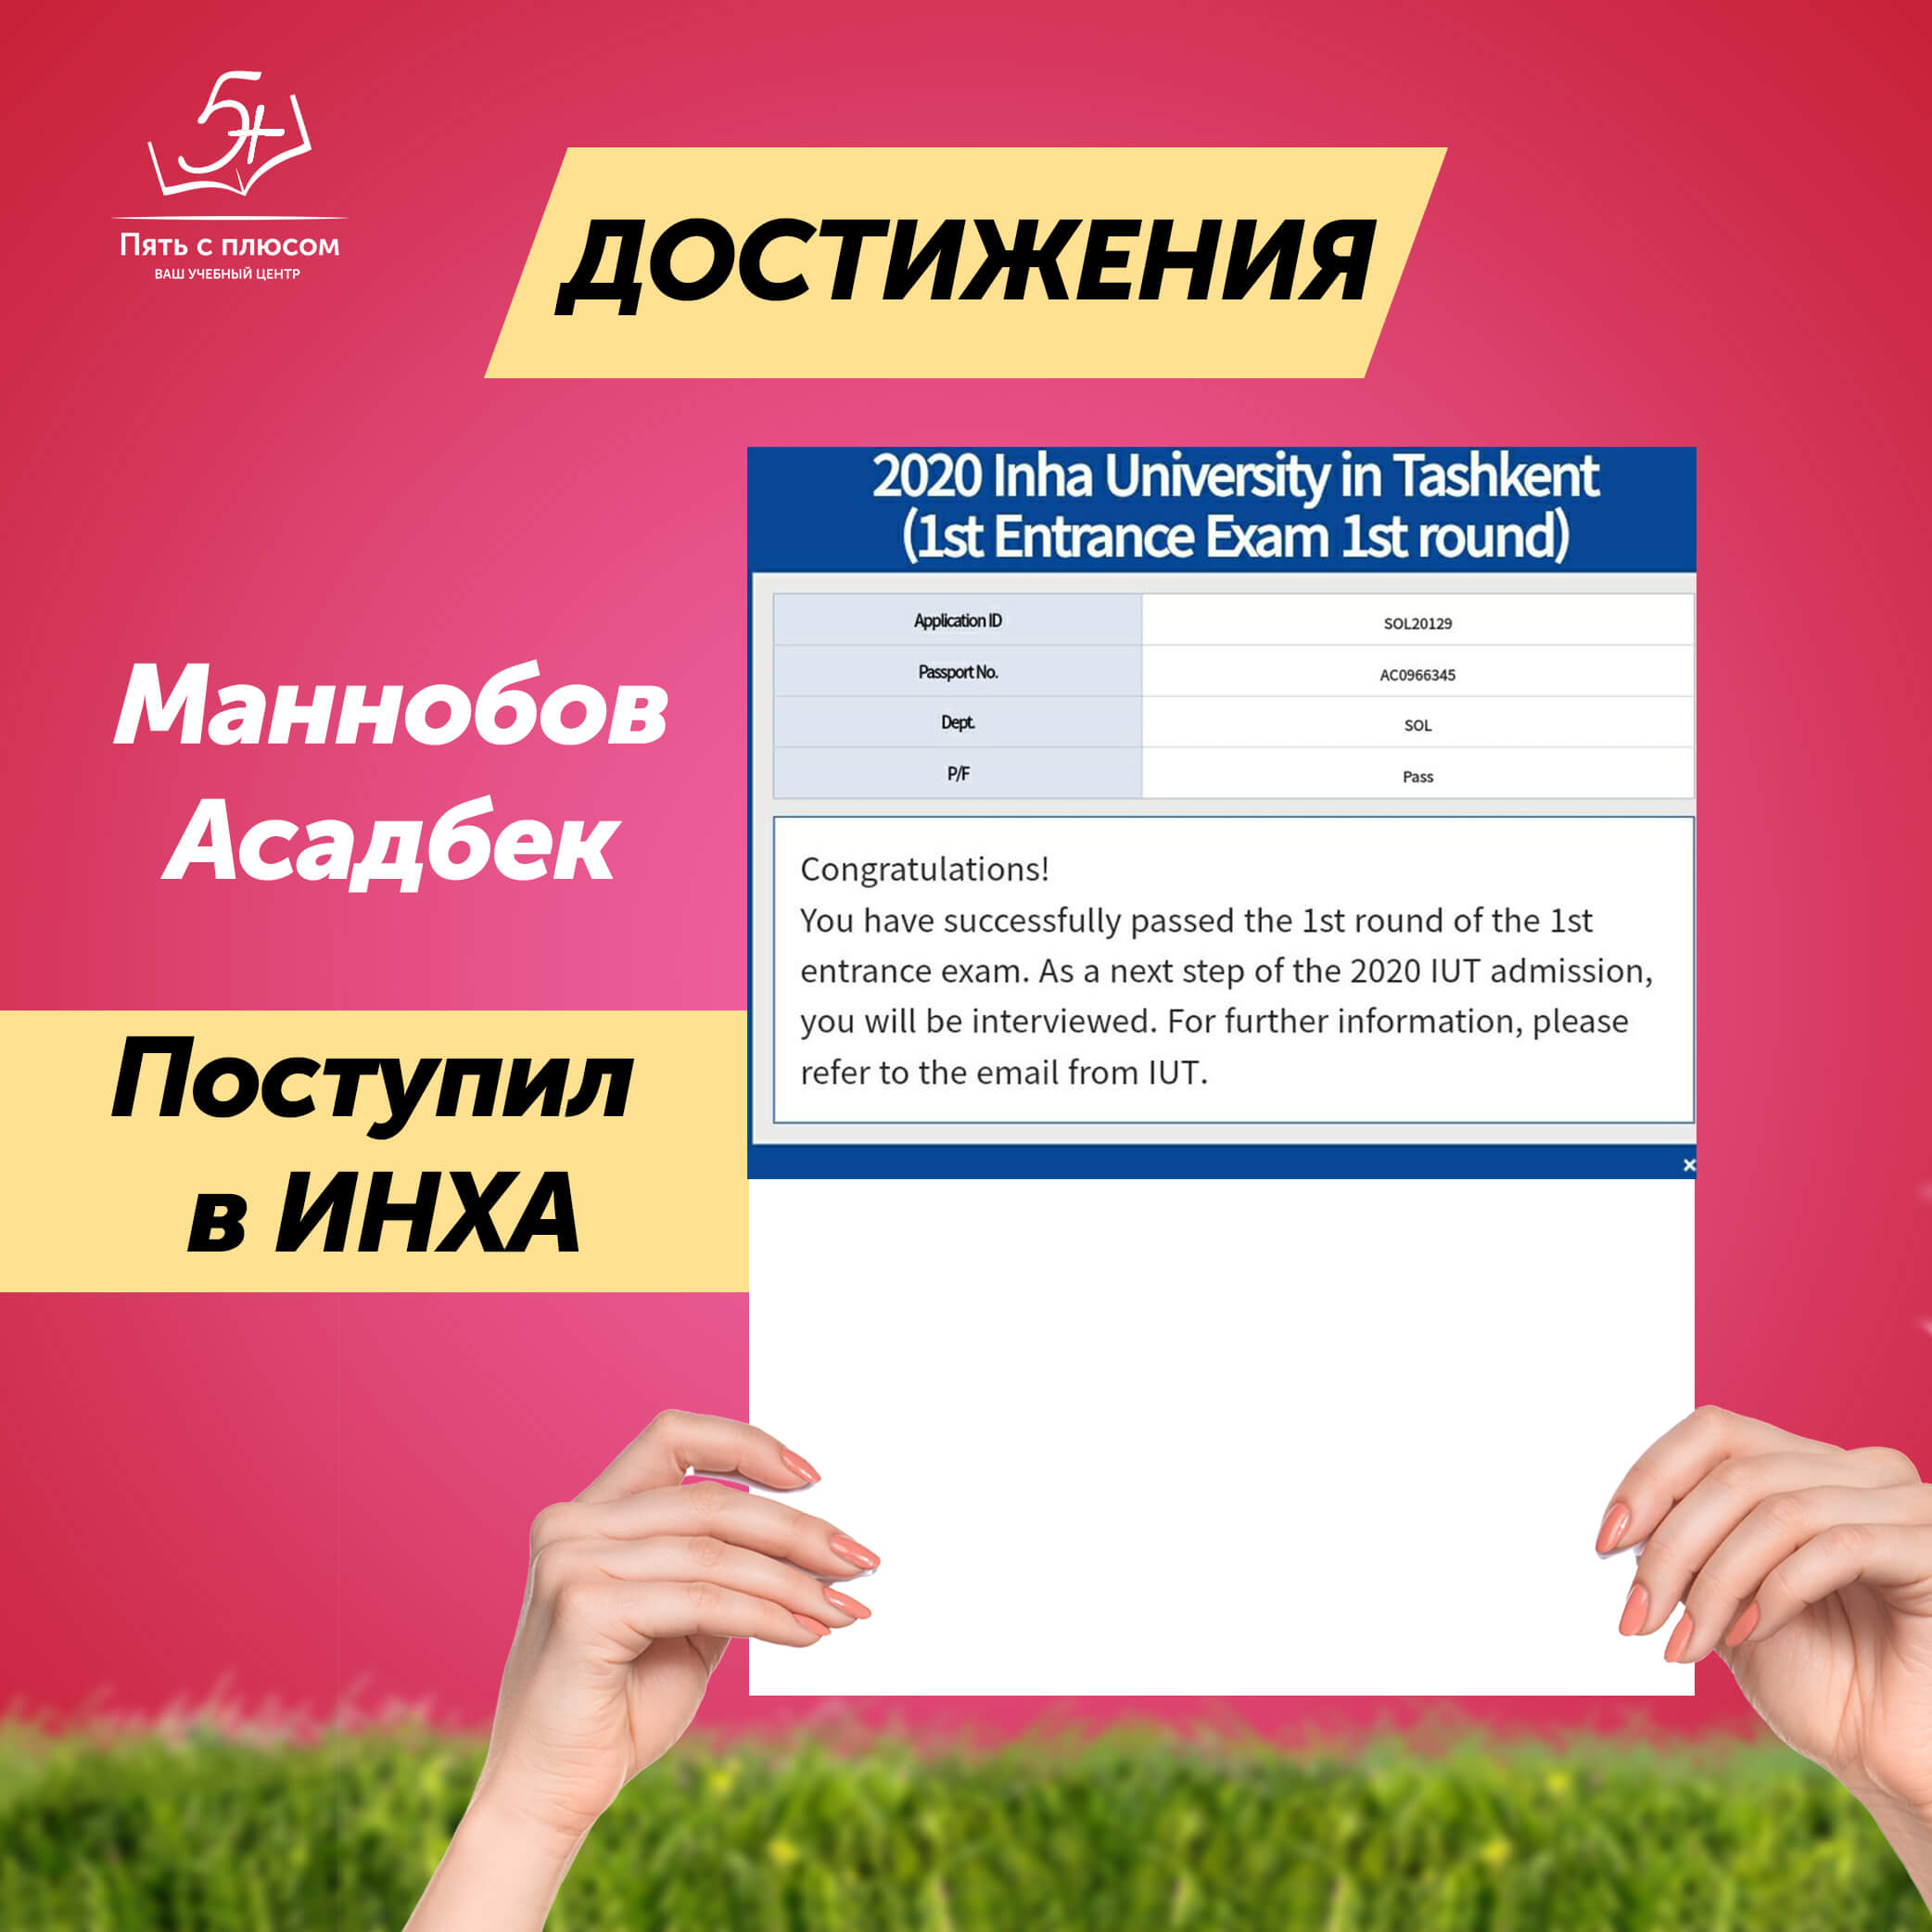 5+
Пять с плюсом
ВАШ УЧЕБНЫЙ ЦЕНТР
ДОСТИЖЕНИЯ
Маннобов
Асадбек
Поступил
в ИНХА
2020 Inha University in Tashkent
(1st Entrance Exam 1st round)
Application ID SOL20129
Passport No. AC0966345
Dept. SOL
P/F Pass
Congratulations!
You have successfully passed the 1st round of the 1st
entrance exam. As a next step of the 2020 IUT admission,
you will be interviewed. For further information, please
refer to the email from IUT.
×